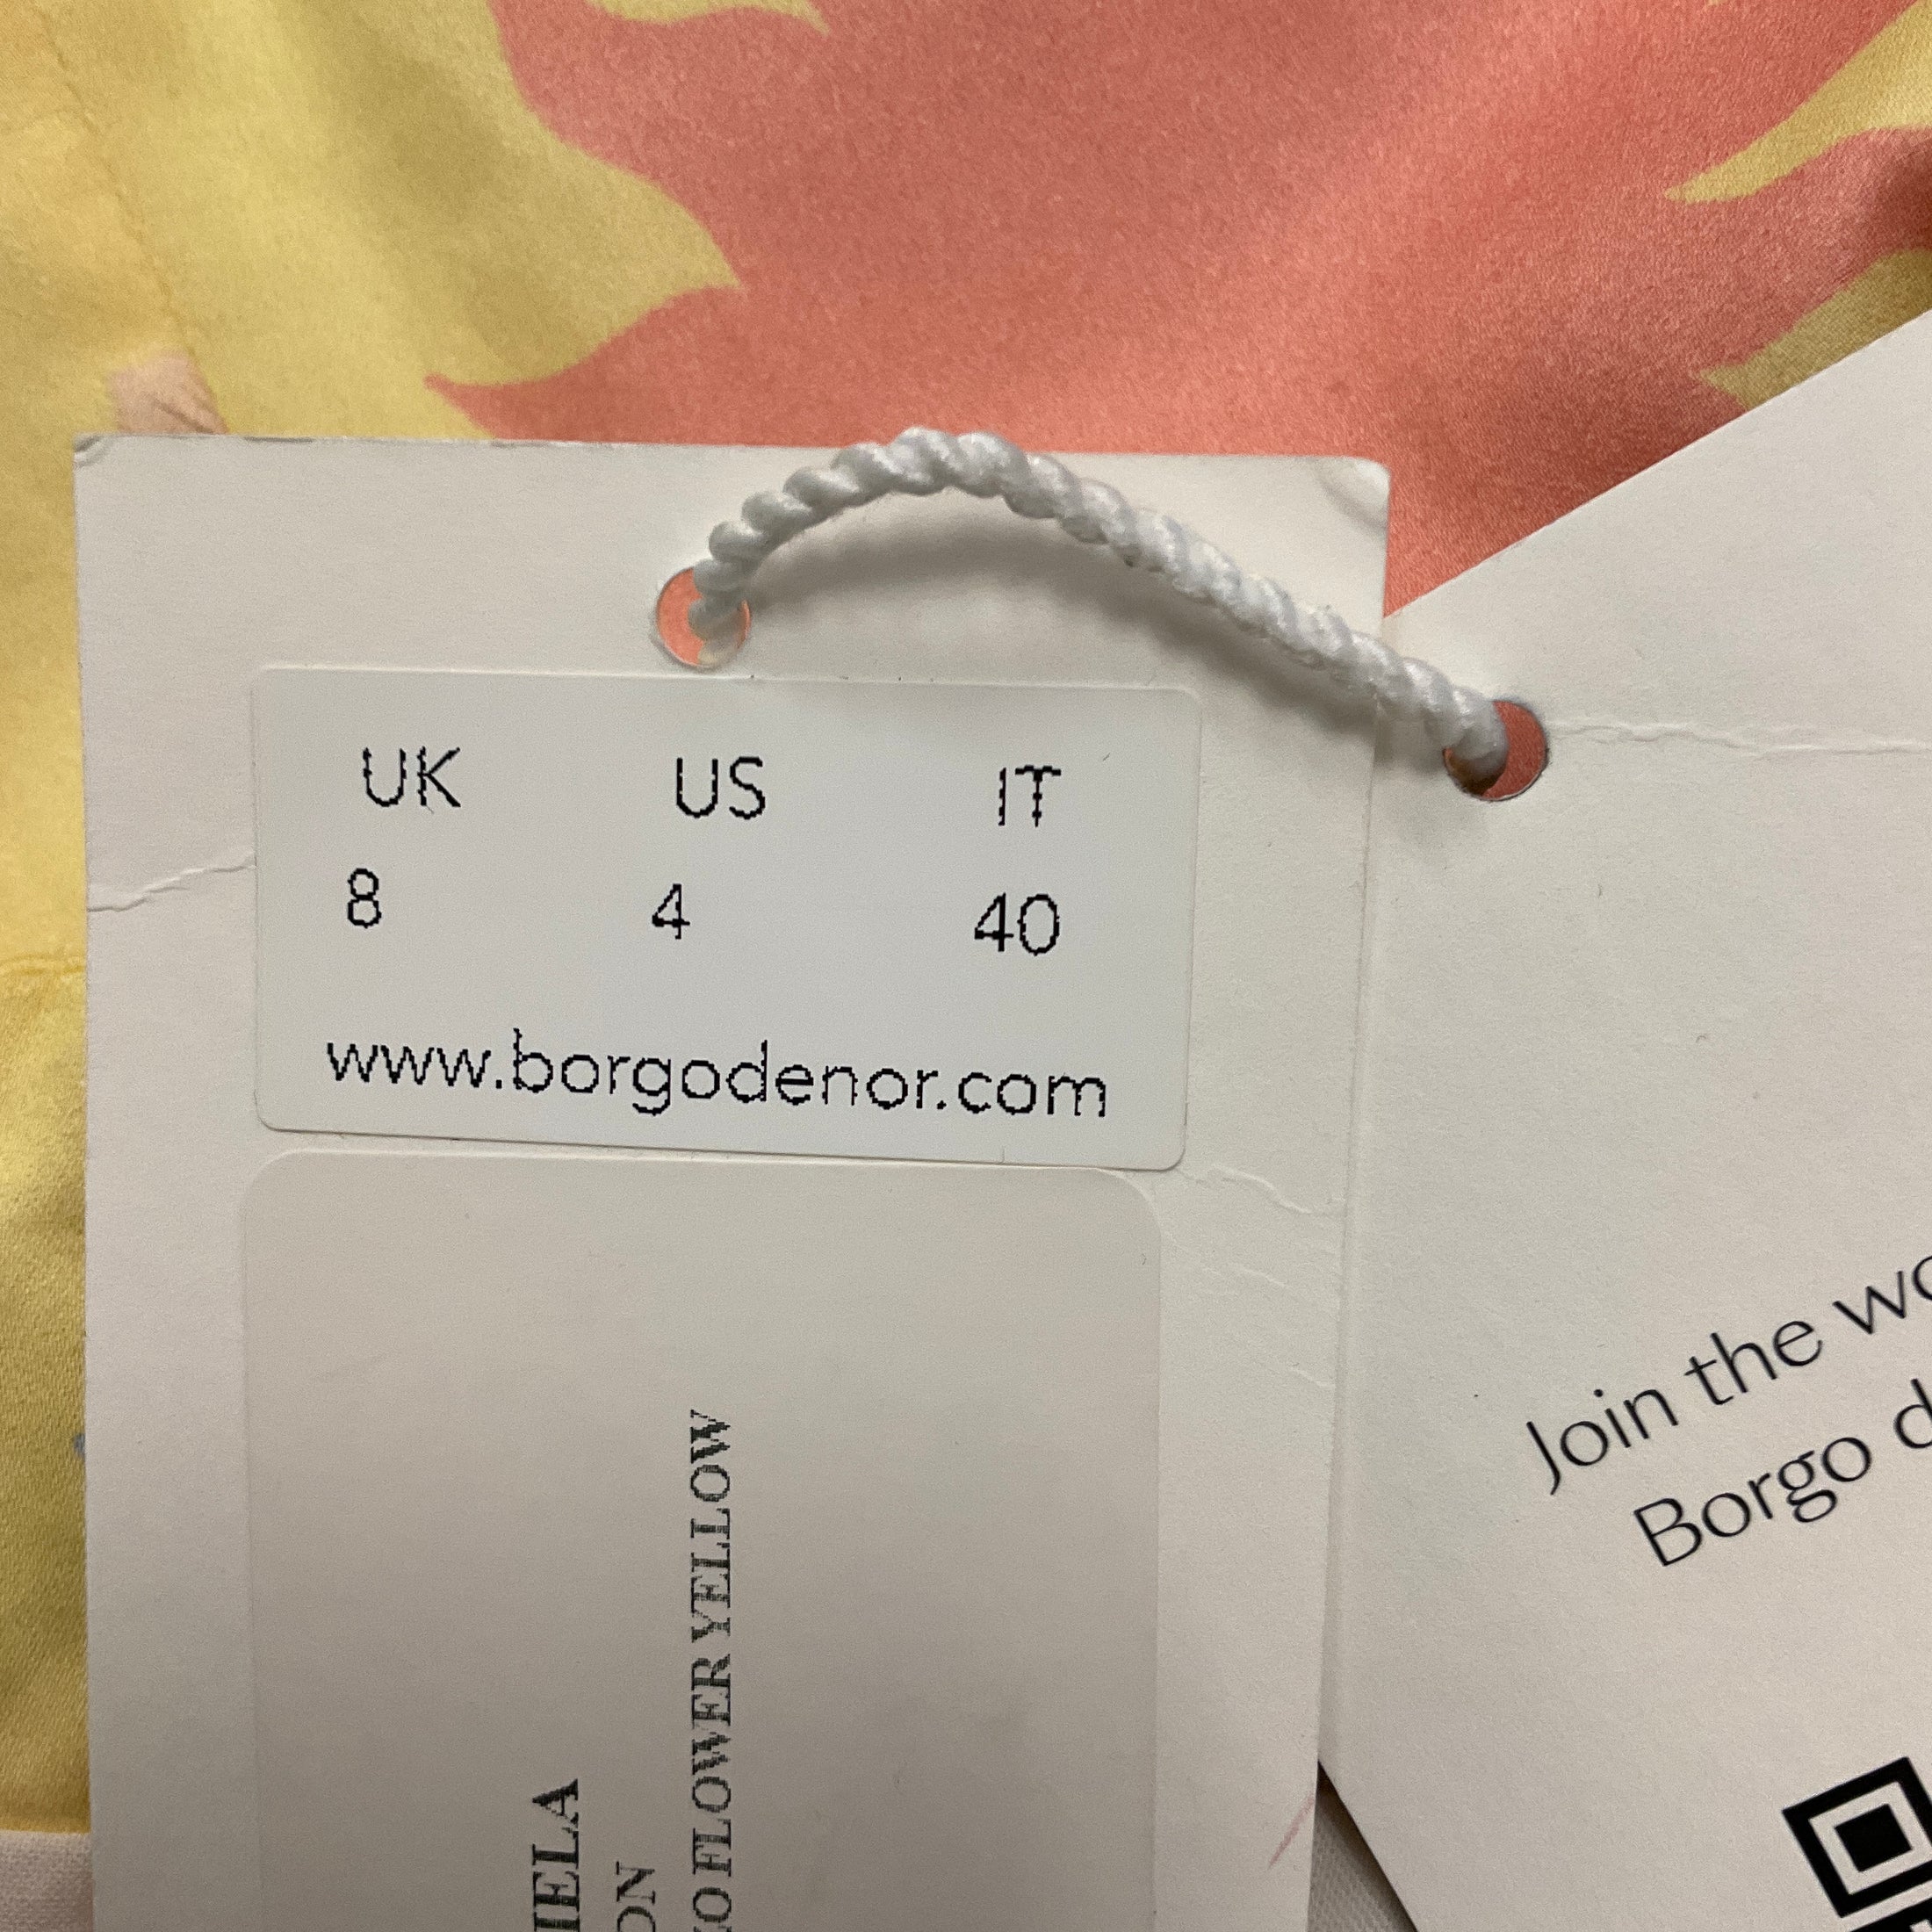 UK US IT
8 4 40
www.borgodenor.com
FLOWER YELLOW
Join the
Borgo